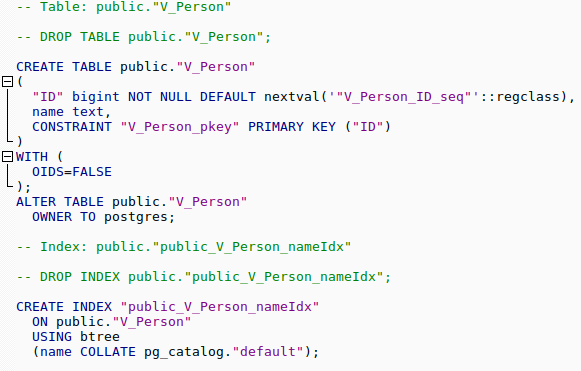 -- Table: public."V_Person"
-- DROP TABLE public."V_Person";
CREATE TABLE public."V_Person"
(
"ID" bigint NOT NULL DEFAULT nextval('"V_Person_ID_seq"'::regclass),
name text,
CONSTRAINT "V_Person_pkey" PRIMARY KEY ("ID")
)
WITH (
OIDS=FALSE
);
ALTER TABLE public."V_Person"
OWNER TO postgres;
-- Index: public."public_V_Person_nameIdx"
-- DROP INDEX public."public_V_Person_nameIdx";
CREATE INDEX "public_V_Person_nameIdx"
ON public."V_Person"
USING btree
(name COLLATE pg_catalog."default");